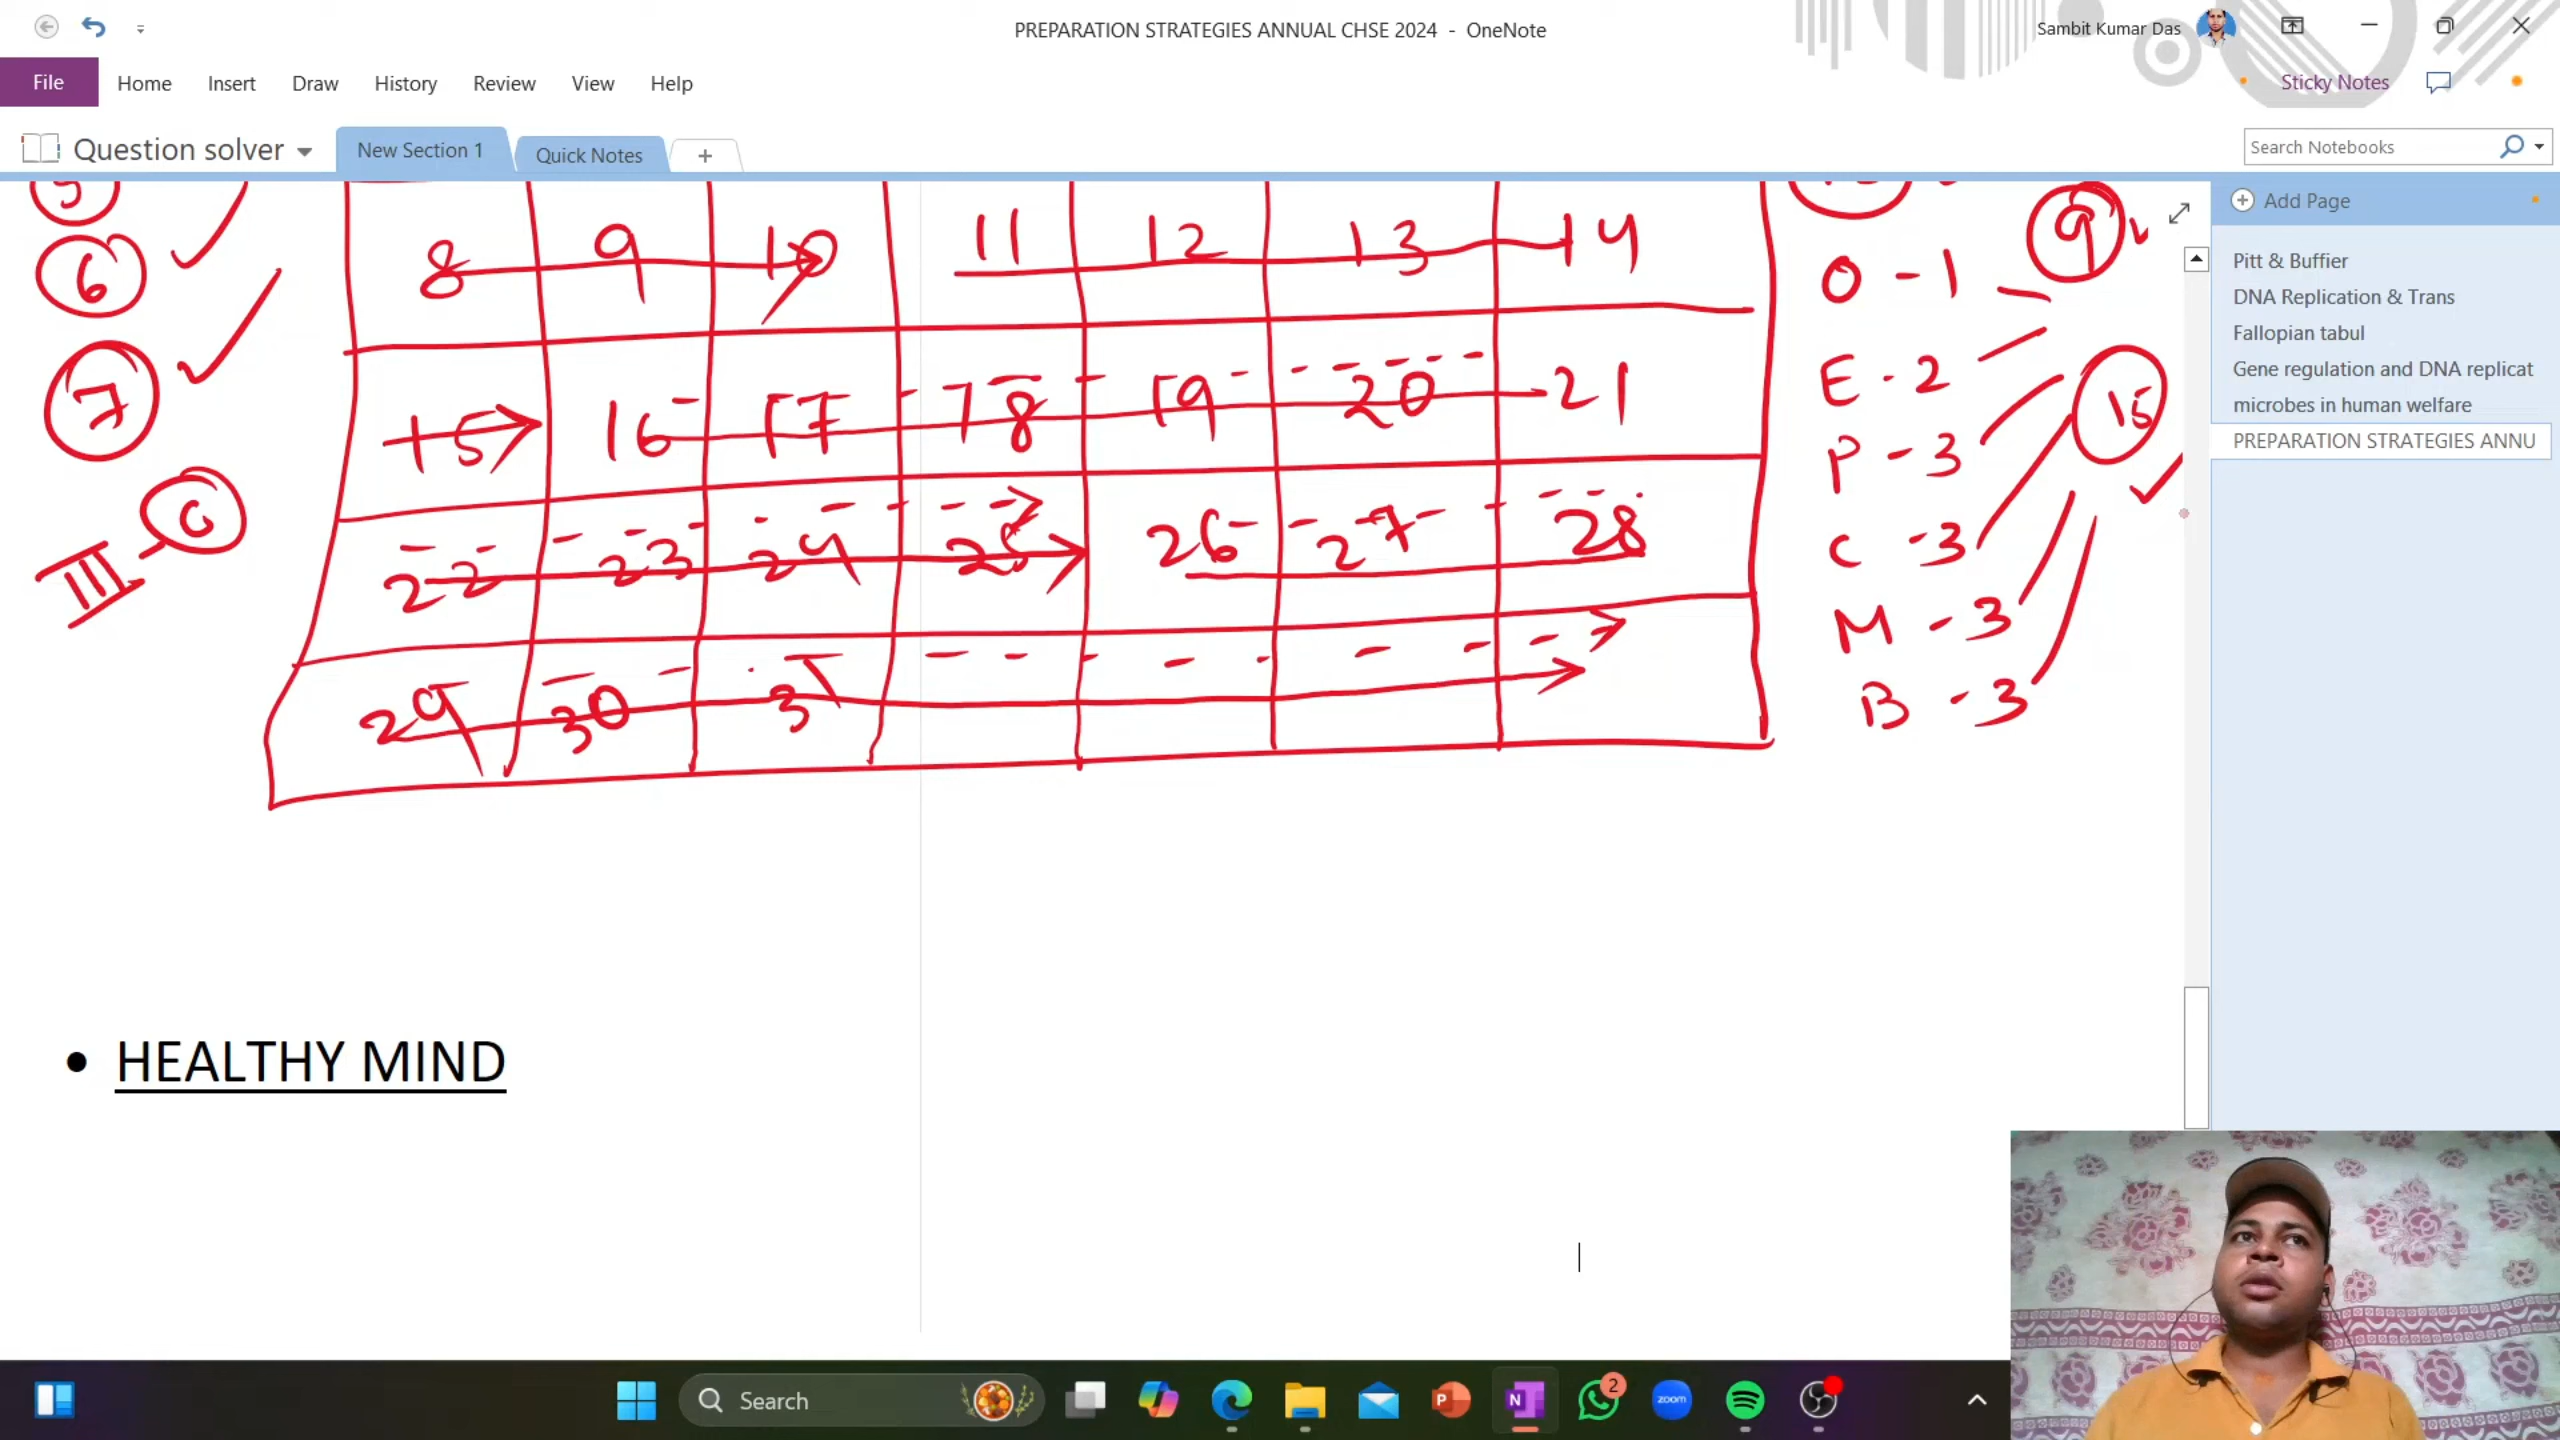 PREPARATION STRATEGIES ANNUAL CHSE 2024 - OneNote
Sambit Kumar Das
File Home Insert Draw History Review View Help
Sticky Notes
Question solver New Section 1 Quick Notes +
Search Notebooks
Add Page
Pitt & Buffier
DNA Replication & Trans
Fallopian tabul
Gene regulation and DNA replicat
microbes in human welfare
PREPARATION STRATEGIES ANNU
5
6
7
III -
8 9 10 11 12 13 14
15 16 17 18 19 20 21
22 23 24 25 26 27 28
29 30 31
9
O - 1
E - 2
P - 3
C - 3
M - 3
B - 3
15
• HEALTHY MIND
Search
P
N
2
zoom